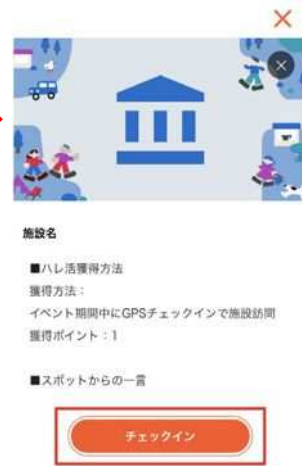 施設名
■ハレ活獲得方法
獲得方法：
イベント期間中にGPSチェックインで施設訪問
獲得ポイント：1
■スポットからの一言
チェックイン